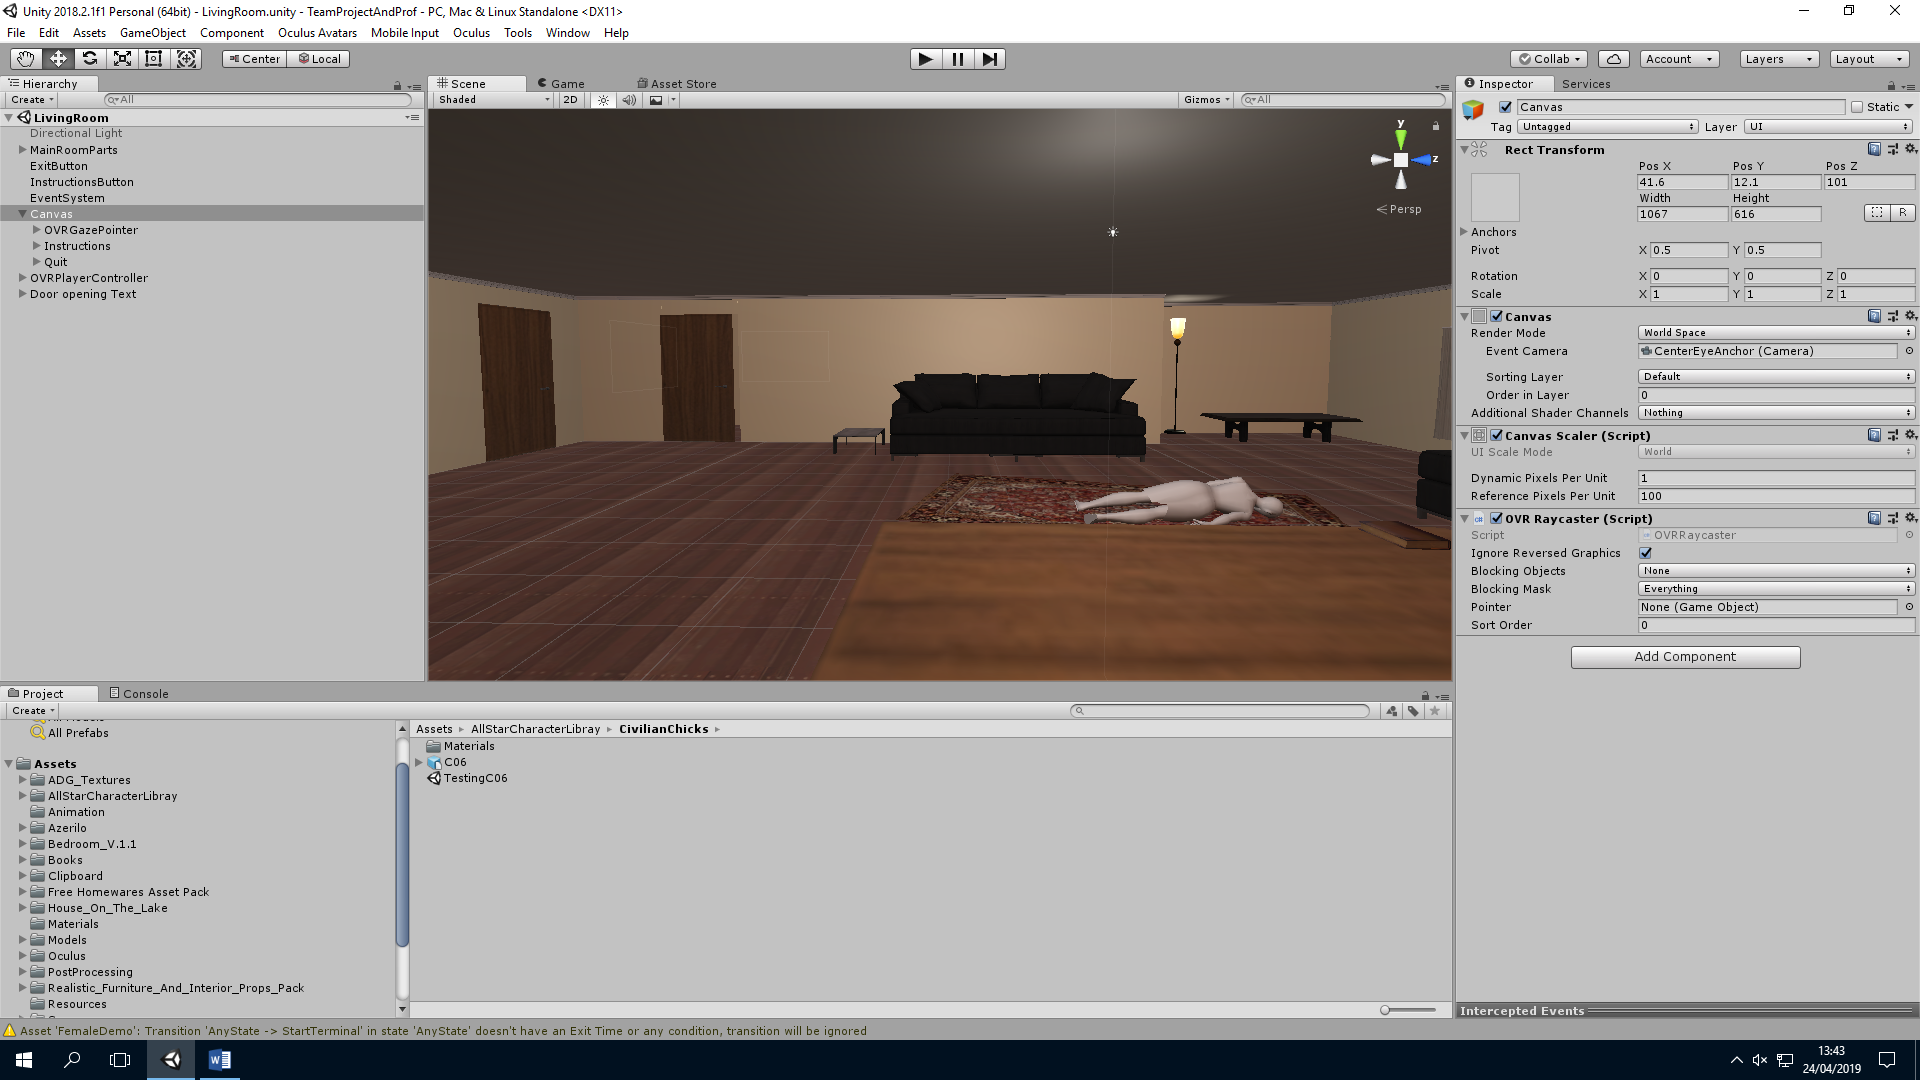 Unity 2018.2.1f1 Personal (64bit) - LivingRoom.unity - TeamProjectAndProf - PC, Mac & Linux Standalone <DX11>
File Edit Assets GameObject Component Oculus Avatars Mobile Input Oculus Tools Window Help
Center Local Collab Account Layers Layout
Hierarchy
Create All
LivingRoom
Directional Light
MainRoomParts
ExitButton
InstructionsButton
EventSystem
Canvas
OVRGazePointer
Instructions
Quit
OVRPlayerController
Door opening Text
Scene Game Asset Store
Shaded 2D Gizmos All
y
z
Persp
Inspector Services
Canvas Static
Tag Untagged Layer UI
Rect Transform
Pos X Pos Y Pos Z
41.6 12.1 101
Width Height
1067 616 R
Anchors
Pivot X 0.5 Y 0.5
Rotation X 0 Y 0 Z 0
Scale X 1 Y 1 Z 1
Canvas
Render Mode World Space
Event Camera CenterEyeAnchor (Camera)
Sorting Layer Default
Order in Layer 0
Additional Shader Channels Nothing
Canvas Scaler (Script)
UI Scale Mode World
Dynamic Pixels Per Unit 1
Reference Pixels Per Unit 100
OVR Raycaster (Script)
Script OVRRaycaster
Ignore Reversed Graphics
Blocking Objects None
Blocking Mask Everything
Pointer None (Game Object)
Sort Order 0
Add Component
Intercepted Events
Project Console
Create
All Prefabs
Assets
ADG_Textures
AllStarCharacterLibray
Animation
Azerilo
Bedroom_V.1.1
Books
Clipboard
Free Homewares Asset Pack
House_On_The_Lake
Materials
Models
Oculus
PostProcessing
Realistic_Furniture_And_Interior_Props_Pack
Resources
Assets AllStarCharacterLibray CivilianChicks
Materials
C06
TestingC06
Asset 'FemaleDemo': Transition 'AnyState -> StartTerminal' in state 'AnyState' doesn't have an Exit Time or any condition, transition will be ignored
13:43
24/04/2019